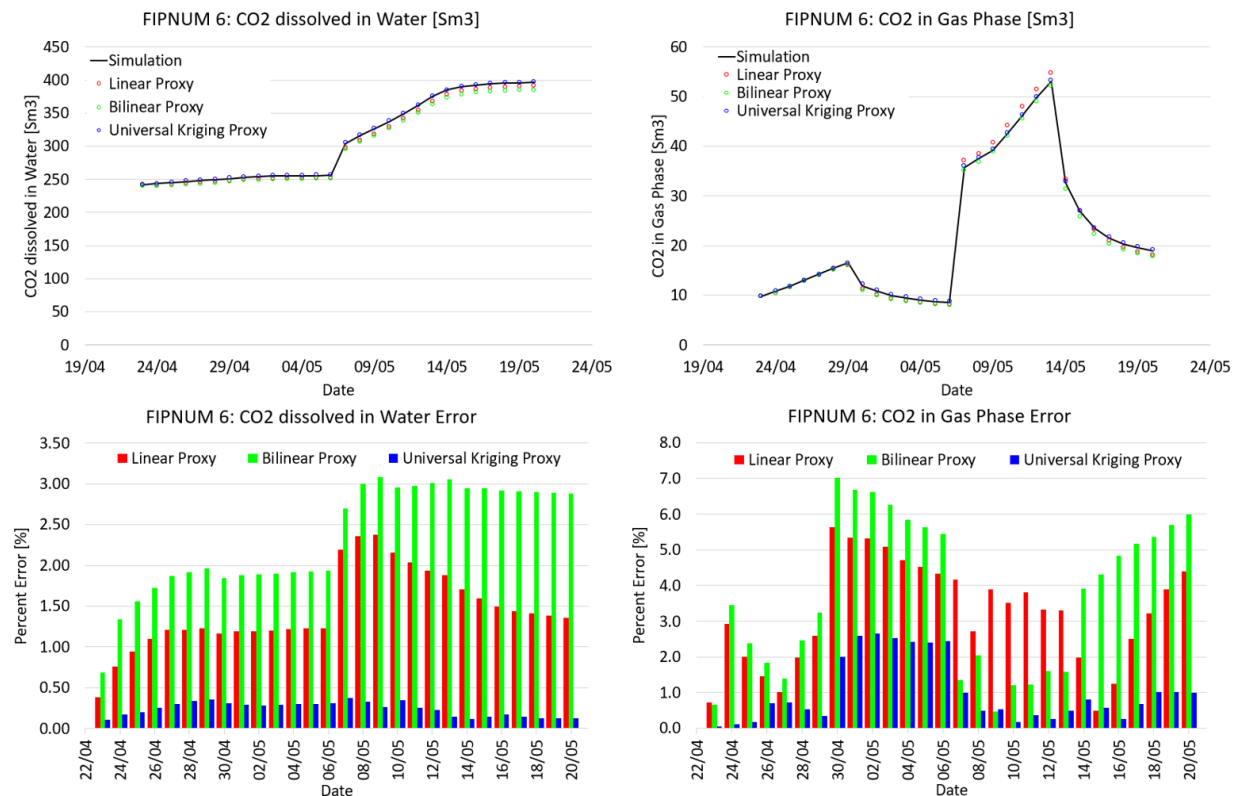 FIPNUM 6: CO2 dissolved in Water [Sm3]
CO2 dissolved in Water [Sm3]
450
400
350
300
250
200
150
100
50
0
Simulation
Linear Proxy
Bilinear Proxy
Universal Kriging Proxy
19/04 24/04 29/04 04/05 09/05 14/05 19/05 24/05
Date
FIPNUM 6: CO2 in Gas Phase [Sm3]
CO2 in Gas Phase [Sm3]
60
50
40
30
20
10
0
Simulation
Linear Proxy
Bilinear Proxy
Universal Kriging Proxy
19/04 24/04 29/04 04/05 09/05 14/05 19/05 24/05
Date
FIPNUM 6: CO2 dissolved in Water Error
Percent Error [%]
3.50
3.00
2.50
2.00
1.50
1.00
0.50
0.00
Linear Proxy Bilinear Proxy Universal Kriging Proxy
22/04 24/04 26/04 28/04 30/04 02/05 04/05 06/05 08/05 10/05 12/05 14/05 16/05 18/05 20/05
Date
FIPNUM 6: CO2 in Gas Phase Error
Percent Error [%]
8.0
7.0
6.0
5.0
4.0
3.0
2.0
1.0
0.0
Linear Proxy Bilinear Proxy Universal Kriging Proxy
22/04 24/04 26/04 28/04 30/04 02/05 04/05 06/05 08/05 10/05 12/05 14/05 16/05 18/05 20/05
Date